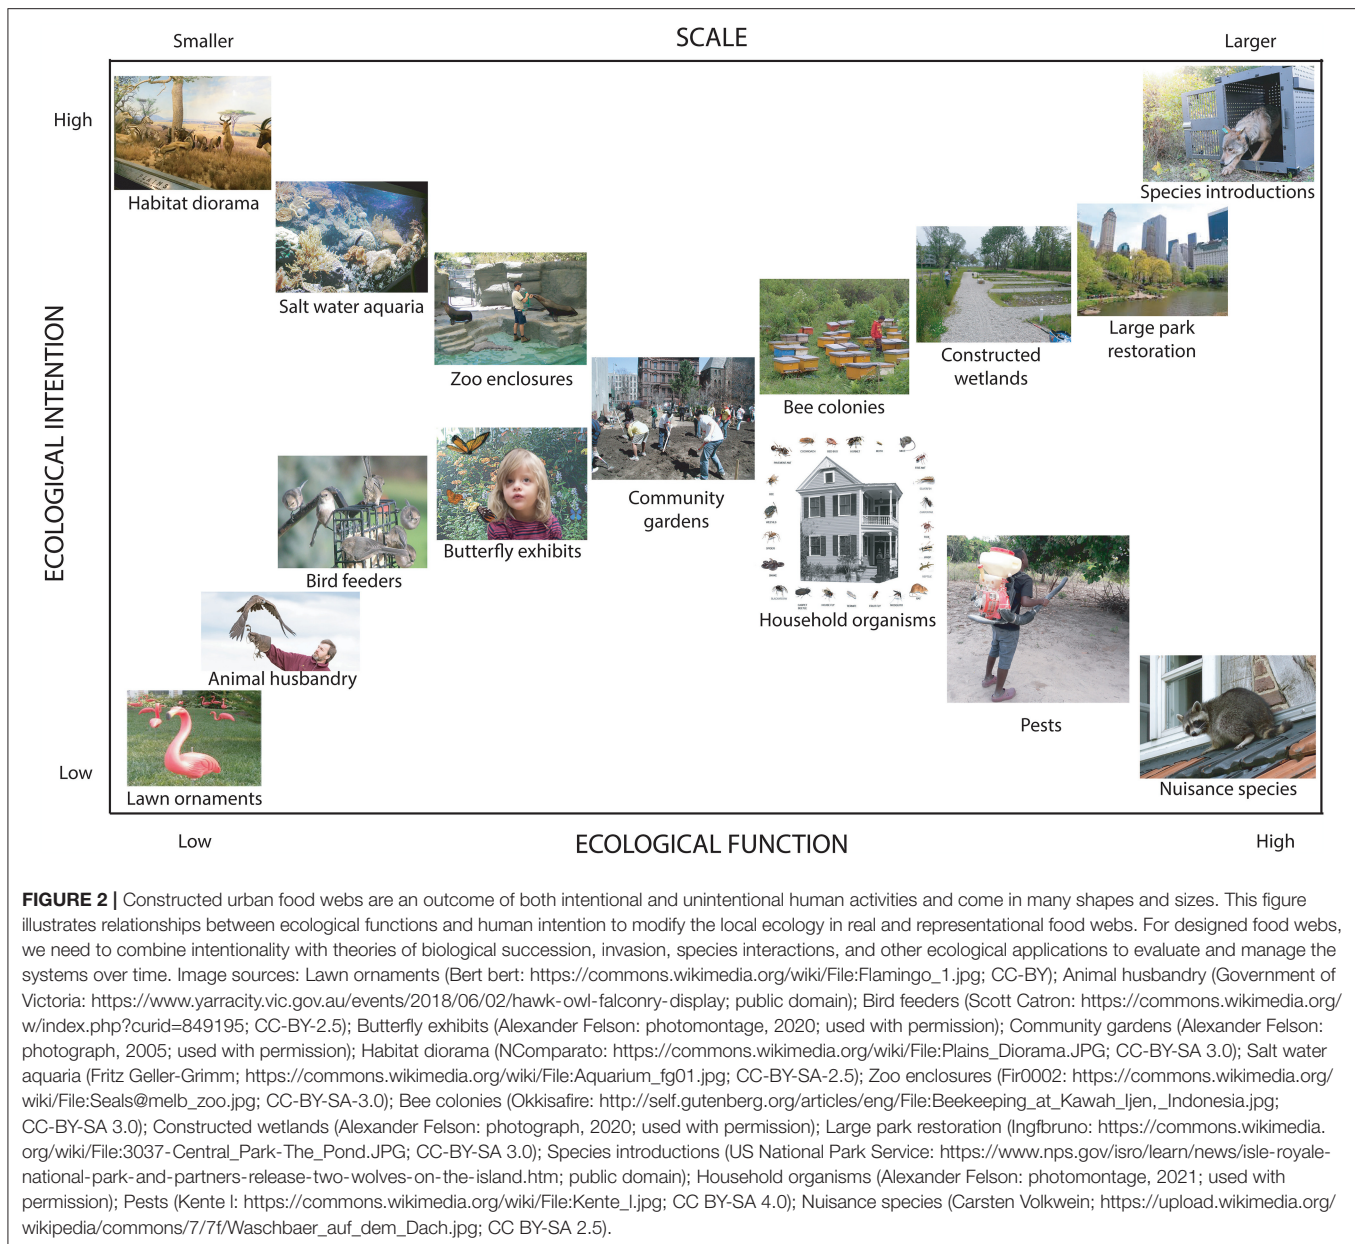 Smaller SCALE Larger
High
Habitat diorama
Species introductions
Salt water aquaria
Zoo enclosures
Bee colonies
Constructed
wetlands
Large park
restoration
ECOLOGICAL INTENTION
Bird feeders
Butterfly exhibits
Community
gardens
Household organisms
Animal husbandry
Pests
Low
Lawn ornaments
Nuisance species
Low ECOLOGICAL FUNCTION High
FIGURE 2 | Constructed urban food webs are an outcome of both intentional and unintentional human activities and come in many shapes and sizes. This figure
illustrates relationships between ecological functions and human intention to modify the local ecology in real and representational food webs. For designed food webs,
we need to combine intentionality with theories of biological succession, invasion, species interactions, and other ecological applications to evaluate and manage the
systems over time. Image sources: Lawn ornaments (Bert bert: https://commons.wikimedia.org/wiki/File:Flamingo_1.jpg; CC-BY); Animal husbandry (Government of
Victoria: https://www.yarracity.vic.gov.au/events/2018/06/02/hawk-owl-falconry-display; public domain); Bird feeders (Scott Catron: https://commons.wikimedia.org/
w/index.php?curid=849195; CC-BY-2.5); Butterfly exhibits (Alexander Felson: photomontage, 2020; used with permission); Community gardens (Alexander Felson:
photograph, 2005; used with permission); Habitat diorama (NComparato: https://commons.wikimedia.org/wiki/File:Plains_Diorama.JPG; CC-BY-SA 3.0); Salt water
aquaria (Fritz Geller-Grimm; https://commons.wikimedia.org/wiki/File:Aquarium_fg01.jpg; CC-BY-SA-2.5); Zoo enclosures (Fir0002: https://commons.wikimedia.org/
wiki/File:Seals@melb_zoo.jpg; CC-BY-SA-3.0); Bee colonies (Okkisafire: http://self.gutenberg.org/articles/eng/File:Beekeeping_at_Kawah_Ijen,_Indonesia.jpg;
CC-BY-SA 3.0); Constructed wetlands (Alexander Felson: photograph, 2020; used with permission); Large park restoration (Ingfbruno: https://commons.wikimedia.
org/wiki/File:3037-Central_Park-The_Pond.JPG; CC-BY-SA 3.0); Species introductions (US National Park Service: https://www.nps.gov/isro/learn/news/isle-royale-
national-park-and-partners-release-two-wolves-on-the-island.htm; public domain); Household organisms (Alexander Felson: photomontage, 2021; used with
permission); Pests (Kente l: https://commons.wikimedia.org/wiki/File:Kente_l.jpg; CC BY-SA 4.0); Nuisance species (Carsten Volkwein; https://upload.wikimedia.org/
wikipedia/commons/7/7f/Waschbaer_auf_dem_Dach.jpg; CC BY-SA 2.5).